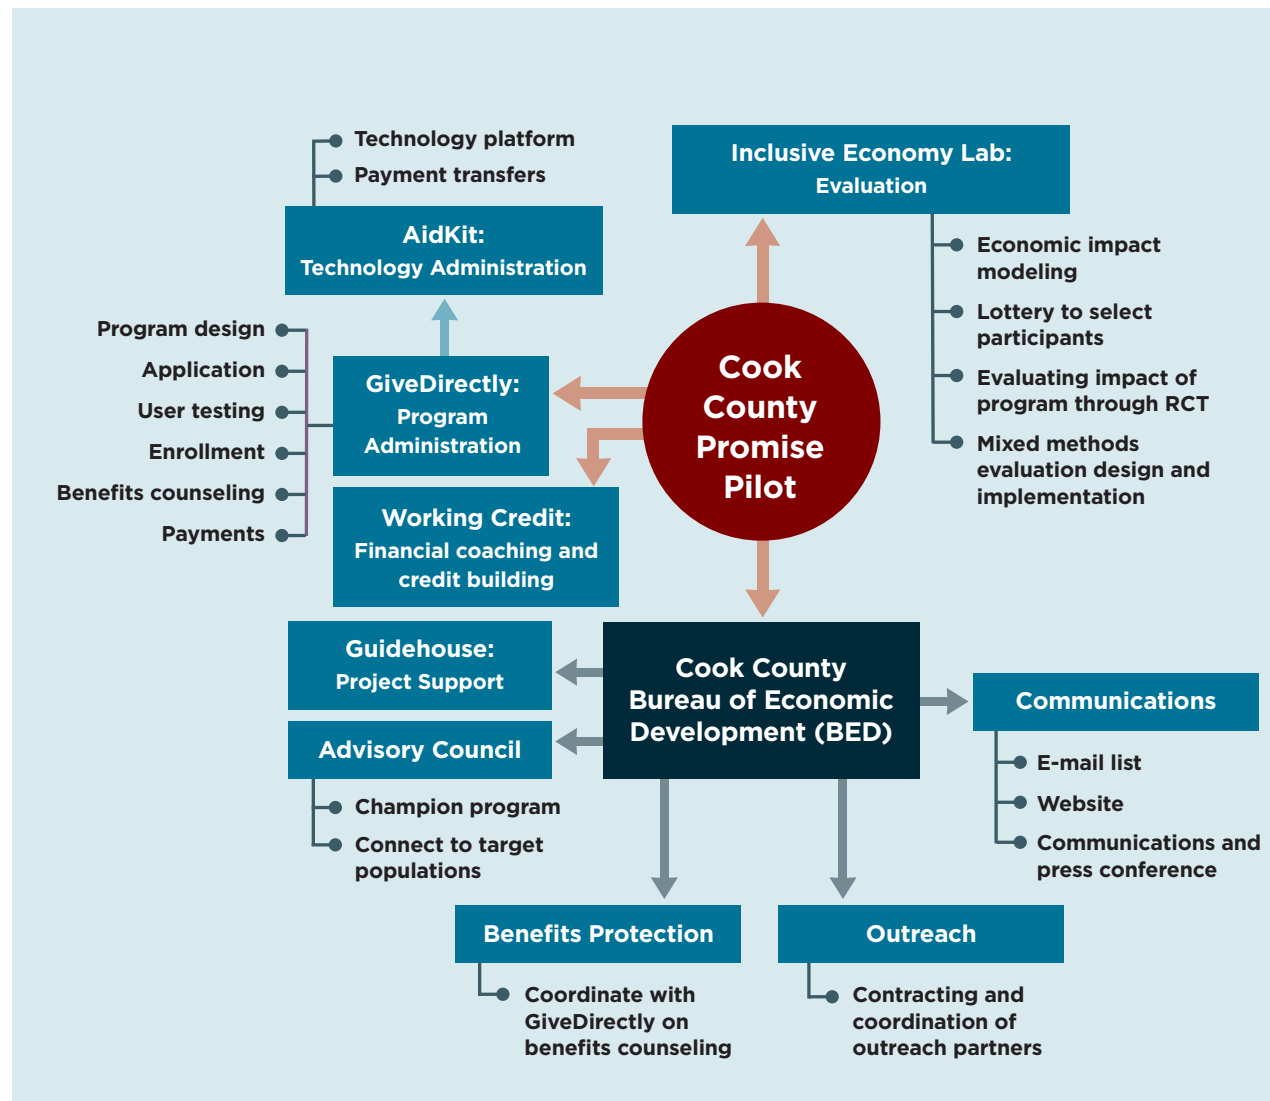 Technology platform
Payment transfers
AidKit:
Technology Administration
Inclusive Economy Lab:
Evaluation
Economic impact
modeling
Lottery to select
participants
Evaluating impact of
program through RCT
Mixed methods
evaluation design and
implementation
Program design
Application
User testing
Enrollment
Benefits counseling
Payments
GiveDirectly:
Program
Administration
Cook
County
Promise
Pilot
Working Credit:
Financial coaching and
credit building
Guidehouse:
Project Support
Advisory Council
Champion program
Connect to target
populations
Cook County
Bureau of Economic
Development (BED)
Communications
E-mail list
Website
Communications and
press conference
Benefits Protection
Coordinate with
GiveDirectly on
benefits counseling
Outreach
Contracting and
coordination of
outreach partners